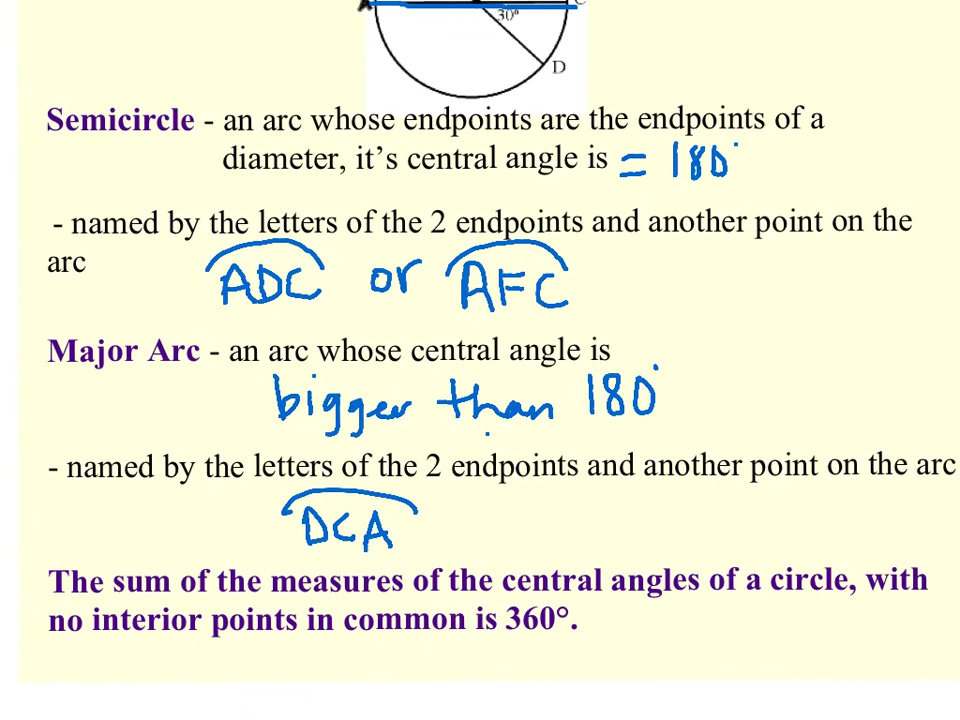 A
C
30°
D
Semicircle - an arc whose endpoints are the endpoints of a
diameter, it's central angle is = 180°
- named by the letters of the 2 endpoints and another point on the
arc
ADC or AFC
Major Arc - an arc whose central angle is
bigger than 180°
- named by the letters of the 2 endpoints and another point on the arc
DCA
The sum of the measures of the central angles of a circle, with
no interior points in common is 360°.